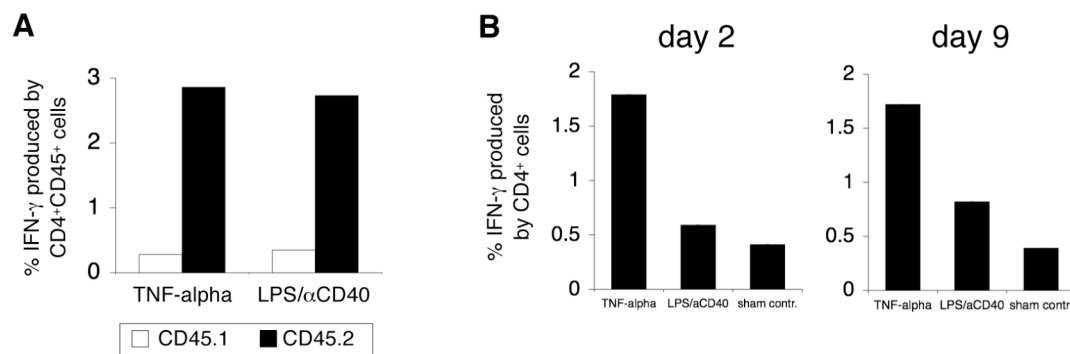 A
% IFN-γ produced by
CD4⁺CD45⁺ cells
3
2
1
0
TNF-alpha LPS/αCD40
CD45.1 CD45.2
B
day 2
% IFN-γ produced
by CD4⁺ cells
2
1.5
1
0.5
0
TNF-alpha LPS/aCD40 sham contr.
day 9
2
1.5
1
0.5
0
TNF-alpha LPS/aCD40 sham contr.